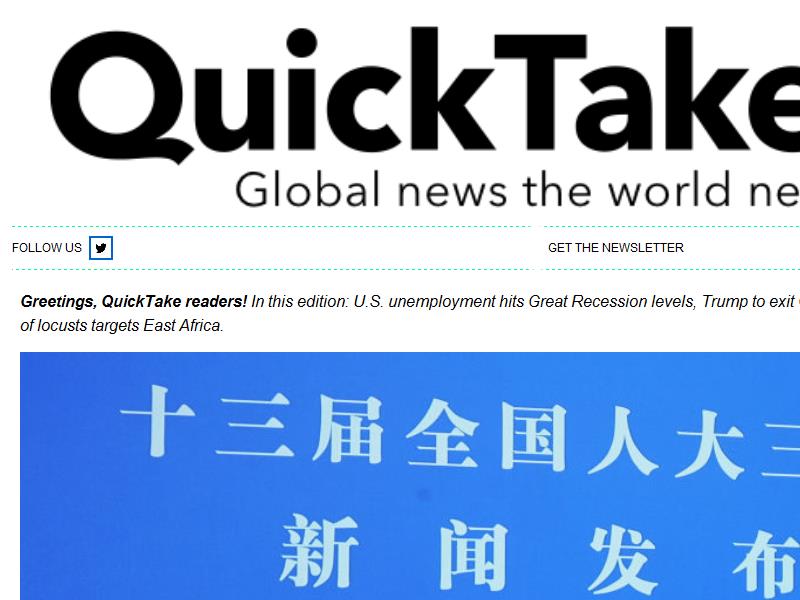 QuickTake
Global news the world ne
FOLLOW US
GET THE NEWSLETTER
Greetings, QuickTake readers! In this edition: U.S. unemployment hits Great Recession levels, Trump to exit
of locusts targets East Africa.
十三届全国人大三
新闻发布